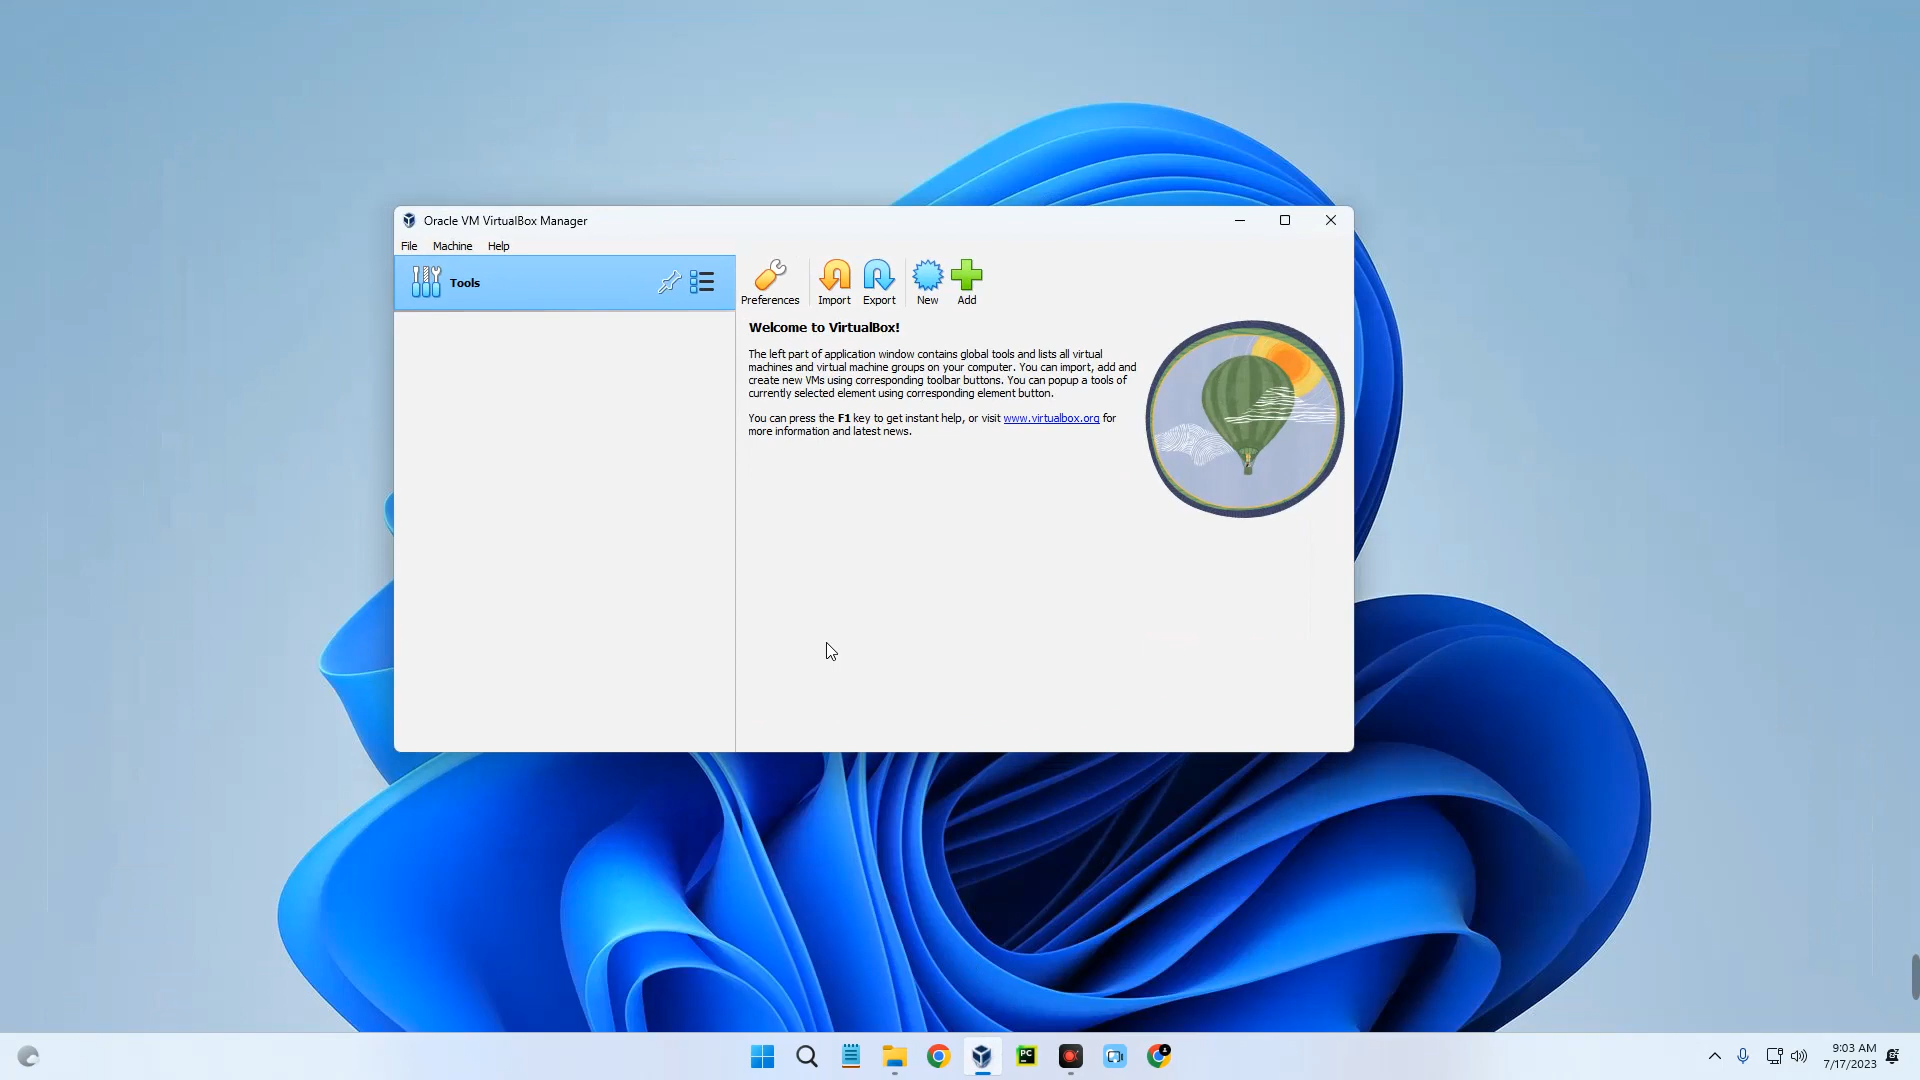 Oracle VM VirtualBox Manager
File Machine Help
Tools
Preferences Import Export New Add
Welcome to VirtualBox!
The left part of application window contains global tools and lists all virtual
machines and virtual machine groups on your computer. You can import, add and
create new VMs using corresponding toolbar buttons. You can popup a tools of
currently selected element using corresponding element button.
You can press the F1 key to get instant help, or visit www.virtualbox.org for
more information and latest news.
PC
9:03 AM
7/17/2023